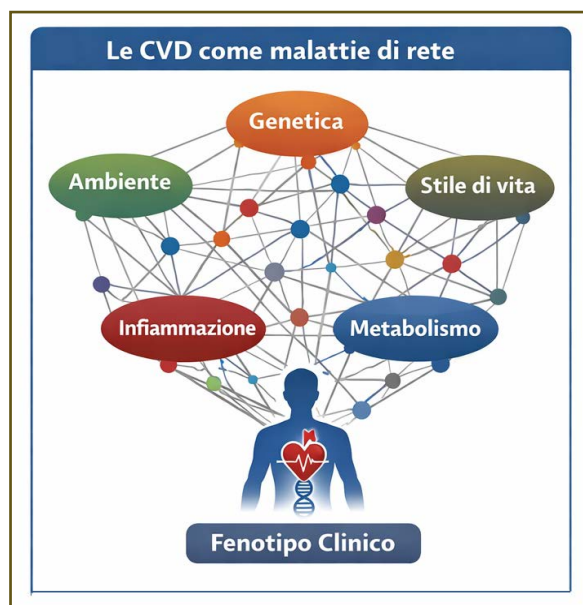 Le CVD come malattie di rete
Genetica
Ambiente
Stile di vita
Infiammazione
Metabolismo
Fenotipo Clinico